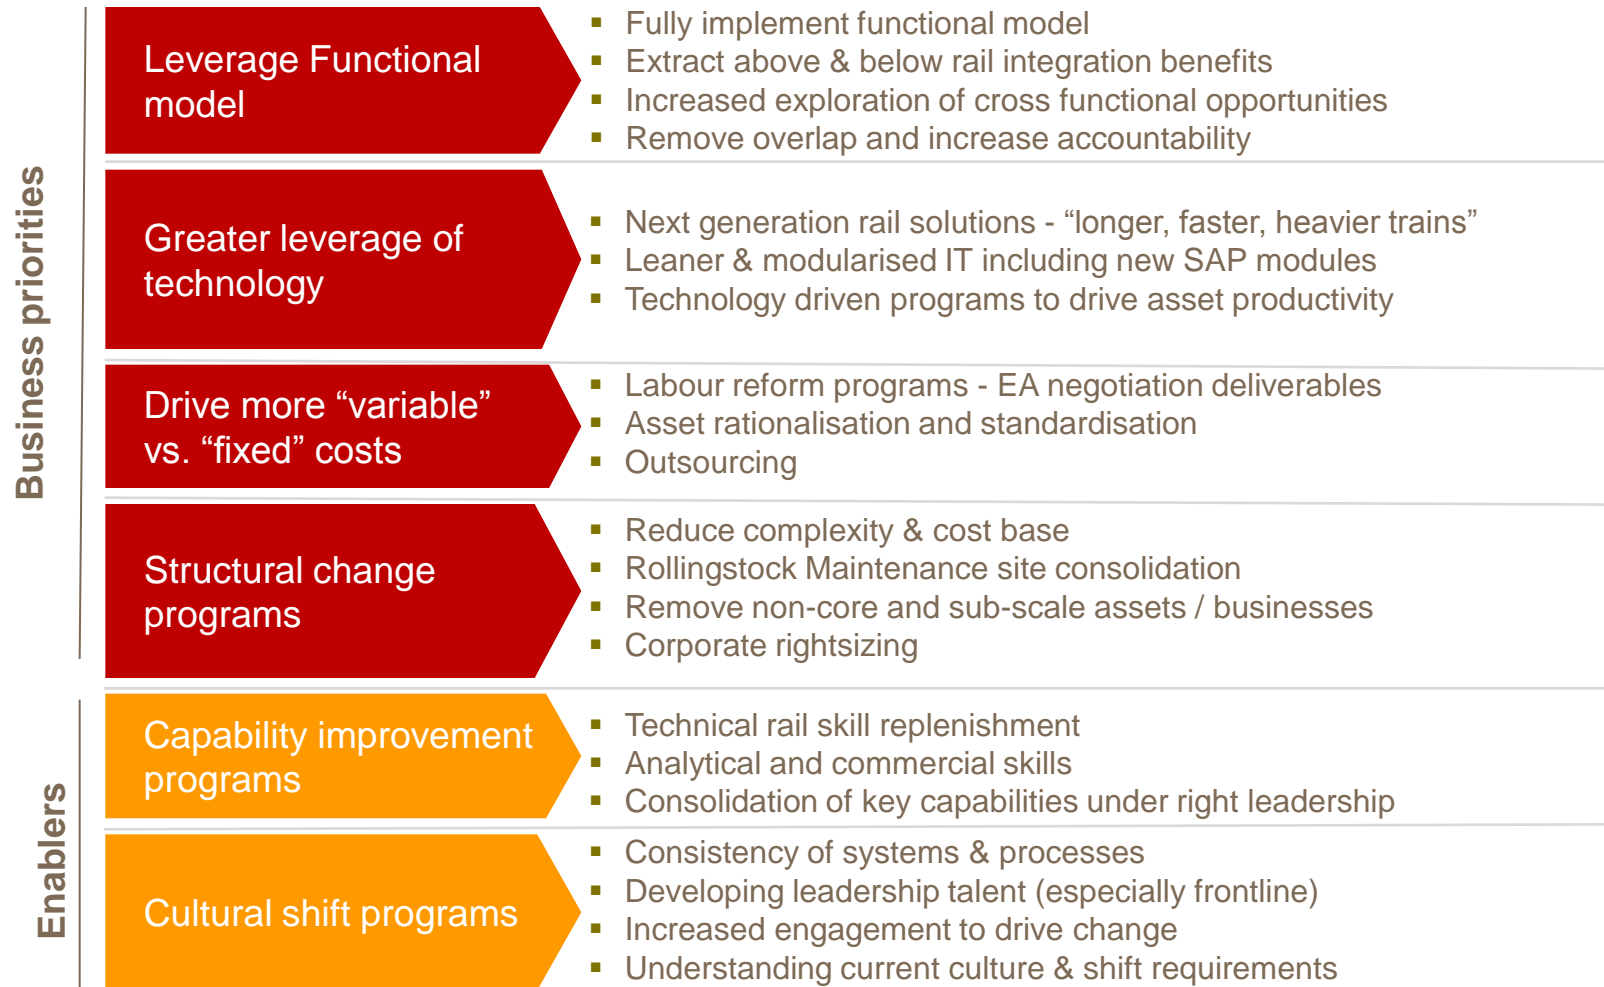 Business priorities
Leverage Functional
model
▪ Fully implement functional model
▪ Extract above & below rail integration benefits
▪ Increased exploration of cross functional opportunities
▪ Remove overlap and increase accountability
Greater leverage of
technology
▪ Next generation rail solutions - “longer, faster, heavier trains”
▪ Leaner & modularised IT including new SAP modules
▪ Technology driven programs to drive asset productivity
Drive more “variable”
vs. “fixed” costs
▪ Labour reform programs - EA negotiation deliverables
▪ Asset rationalisation and standardisation
▪ Outsourcing
Structural change
programs
▪ Reduce complexity & cost base
▪ Rollingstock Maintenance site consolidation
▪ Remove non-core and sub-scale assets / businesses
▪ Corporate rightsizing
Enablers
Capability improvement
programs
▪ Technical rail skill replenishment
▪ Analytical and commercial skills
▪ Consolidation of key capabilities under right leadership
Cultural shift programs
▪ Consistency of systems & processes
▪ Developing leadership talent (especially frontline)
▪ Increased engagement to drive change
▪ Understanding current culture & shift requirements